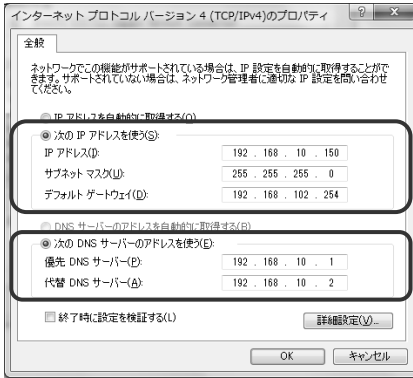 インターネット プロトコル バージョン 4 (TCP/IPv4)のプロパティ
全般
ネットワークでこの機能がサポートされている場合は、IP 設定を自動的に取得することがで
きます。サポートされていない場合は、ネットワーク管理者に適切な IP 設定を問い合わせ
てください。
IP アドレスを自動的に取得する(O)
次の IP アドレスを使う(S):
IP アドレス(I): 192 . 168 . 10 . 150
サブネット マスク(U): 255 . 255 . 255 . 0
デフォルト ゲートウェイ(D): 192 . 168 . 102 . 254
DNS サーバーのアドレスを自動的に取得する(B)
次の DNS サーバーのアドレスを使う(E):
優先 DNS サーバー(P): 192 . 168 . 10 . 1
代替 DNS サーバー(A): 192 . 168 . 10 . 2
終了時に設定を検証する(L)
詳細設定(V)...
OK
キャンセル